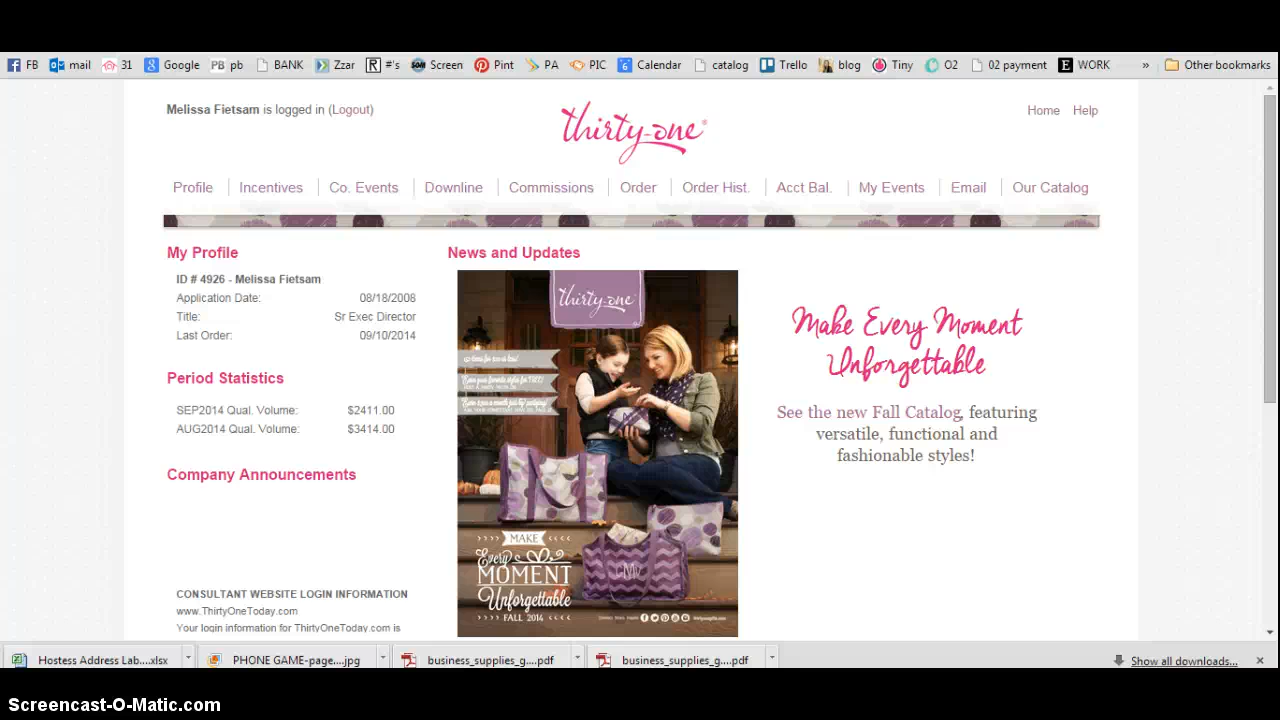 FB mail 31 Google PB pb BANK Zzar R #'s SOM Screen Pint PA PIC 6 Calendar catalog Trello blog Tiny O2 02 payment E WORK » Other bookmarks
Melissa Fietsam is logged in (Logout)
thirty-one®
Home Help
Profile Incentives Co. Events Downline Commissions Order Order Hist. Acct Bal. My Events Email Our Catalog
My Profile
ID # 4926 - Melissa Fietsam
Application Date: 08/18/2008
Title: Sr Exec Director
Last Order: 09/10/2014
Period Statistics
SEP2014 Qual. Volume: $2411.00
AUG2014 Qual. Volume: $3414.00
Company Announcements
CONSULTANT WEBSITE LOGIN INFORMATION
www.ThirtyOneToday.com
Your login information for ThirtyOneToday.com is
News and Updates
thirty-one
MAKE
Every
MOMENT
Unforgettable
FALL 2014
Make Every Moment
Unforgettable
See the new Fall Catalog, featuring
versatile, functional and
fashionable styles!
Hostess Address Lab....xlsx PHONE GAME-page....jpg business_supplies_g....pdf business_supplies_g....pdf Show all downloads...
Screencast-O-Matic.com